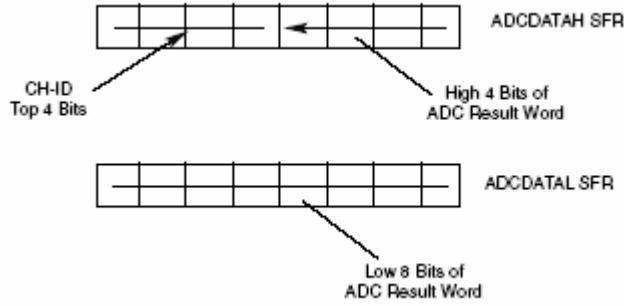 ADCDATAH SFR
CH-ID
Top 4 Bits
High 4 Bits of
ADC Result Word
ADCDATAL SFR
Low 8 Bits of
ADC Result Word